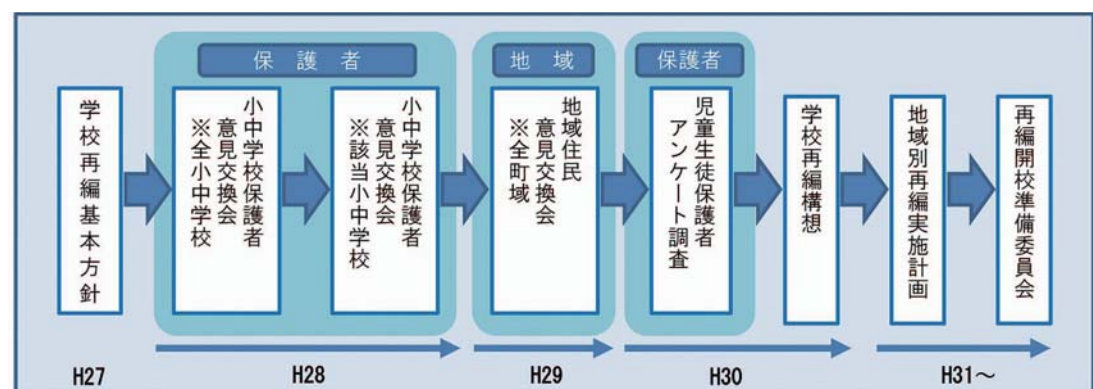 保護者
地域
保護者
学校再編基本方針
小中学校保護者
意見交換会
※全小中学校
小中学校保護者
意見交換会
※該当小中学校
地域住民
意見交換会
※全町域
児童生徒保護者
アンケート調査
学校再編構想
地域別再編実施計画
再編開校準備委員会
H27
H28
H29
H30
H31~